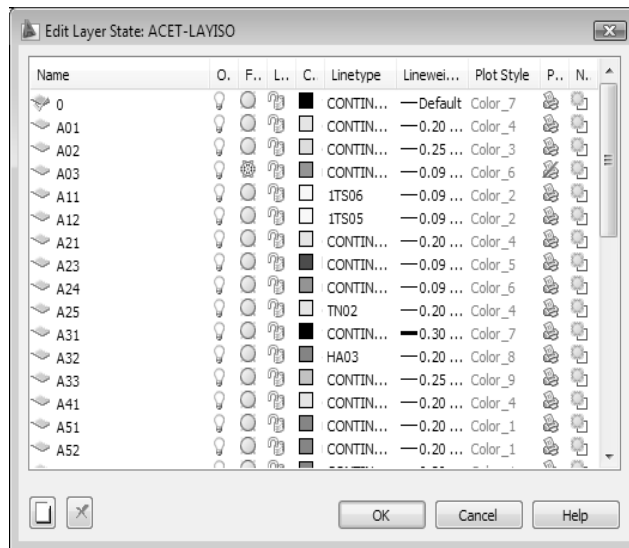 Edit Layer State: ACET-LAYISO
Name O. F.. L.. C.. Linetype Linewei... Plot Style P.. N.
0 CONTIN... Default Color_7
A01 CONTIN... 0.20 ... Color_4
A02 CONTIN... 0.25 ... Color_3
A03 CONTIN... 0.09 ... Color_6
A11 1TS06 0.09 ... Color_2
A12 1TS05 0.09 ... Color_2
A21 CONTIN... 0.20 ... Color_4
A23 CONTIN... 0.09 ... Color_5
A24 CONTIN... 0.09 ... Color_6
A25 TN02 0.20 ... Color_4
A31 CONTIN... 0.30 ... Color_7
A32 HA03 0.20 ... Color_8
A33 CONTIN... 0.25 ... Color_9
A41 CONTIN... 0.20 ... Color_4
A51 CONTIN... 0.20 ... Color_1
A52 CONTIN... 0.20 ... Color_1
OK Cancel Help